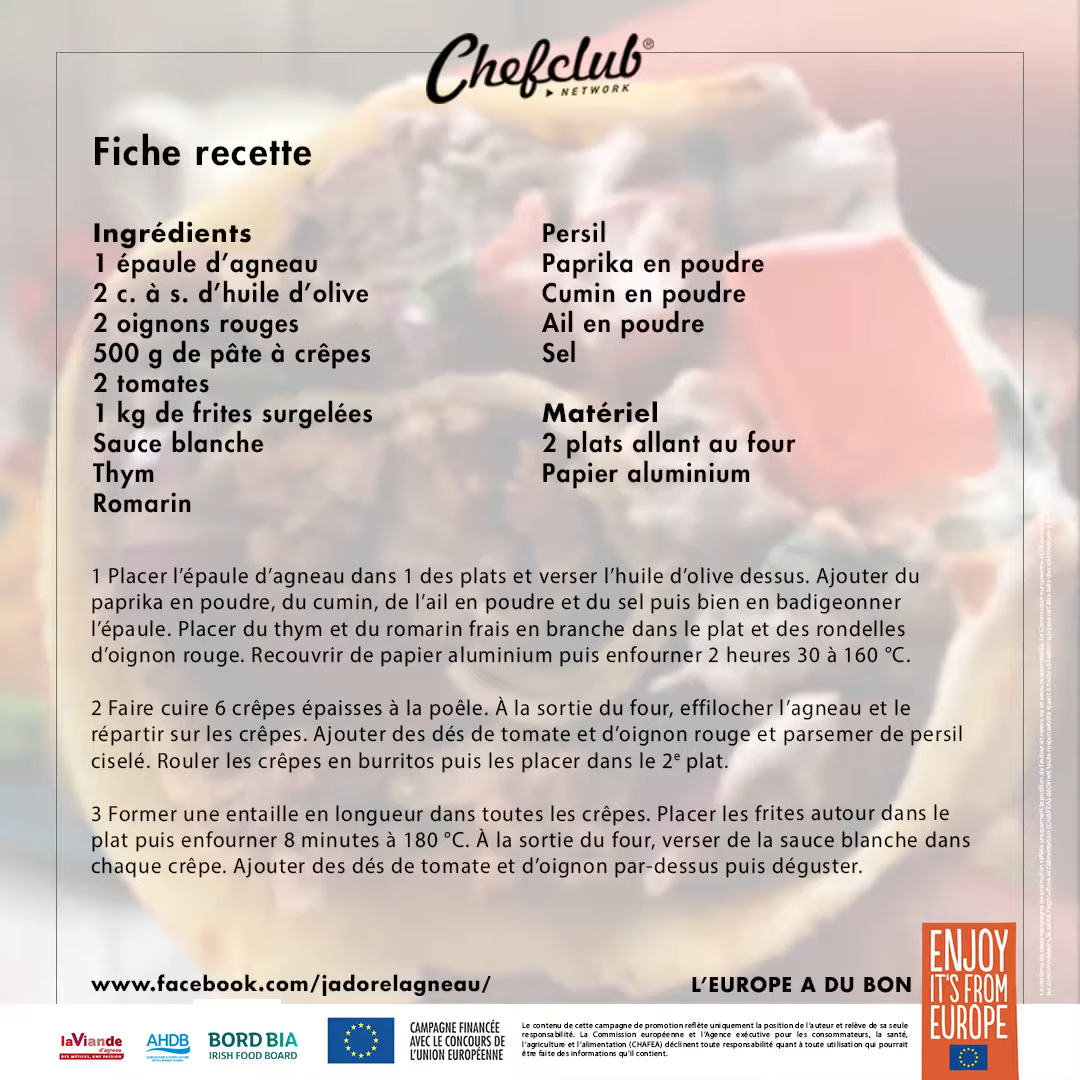 Chefclub®
NETWORK
Fiche recette
Ingrédients
1 épaule d’agneau
2 c. à s. d’huile d’olive
2 oignons rouges
500 g de pâte à crêpes
2 tomates
1 kg de frites surgelées
Sauce blanche
Thym
Romarin
Persil
Paprika en poudre
Cumin en poudre
Ail en poudre
Sel
Matériel
2 plats allant au four
Papier aluminium
1 Placer l’épaule d’agneau dans 1 des plats et verser l’huile d’olive dessus. Ajouter du
paprika en poudre, du cumin, de l’ail en poudre et du sel puis bien en badigeonner
l’épaule. Placer du thym et du romarin frais en branche dans le plat et des rondelles
d’oignon rouge. Recouvrir de papier aluminium puis enfourner 2 heures 30 à 160 °C.
2 Faire cuire 6 crêpes épaisses à la poêle. À la sortie du four, effilocher l’agneau et le
répartir sur les crêpes. Ajouter des dés de tomate et d’oignon rouge et parsemer de persil
ciselé. Rouler les crêpes en burritos puis les placer dans le 2e plat.
3 Former une entaille en longueur dans toutes les crêpes. Placer les frites autour dans le
plat puis enfourner 8 minutes à 180 °C. À la sortie du four, verser de la sauce blanche dans
chaque crêpe. Ajouter des dés de tomate et d’oignon par-dessus puis déguster.
www.facebook.com/jadorelagneau/
L’EUROPE A DU BON
ENJOY
IT'S FROM
EUROPE
laViande
d'agneau
DES MÉTIERS, UNE PASSION
AHDB
BORD BIA
IRISH FOOD BOARD
CAMPAGNE FINANCÉE
AVEC LE CONCOURS DE
L’UNION EUROPÉENNE
Le contenu de cette campagne de promotion reflète uniquement la position de l’auteur et relève de sa seule
responsabilité. La Commission européenne et l’Agence exécutive pour les consommateurs, la santé,
l’agriculture et l’alimentation (CHAFEA) déclinent toute responsabilité quant à toute utilisation qui pourrait
être faite des informations qu’il contient.